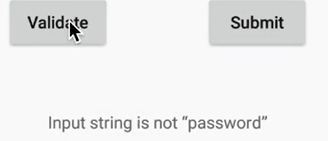 Validate
Submit
Input string is not “password”